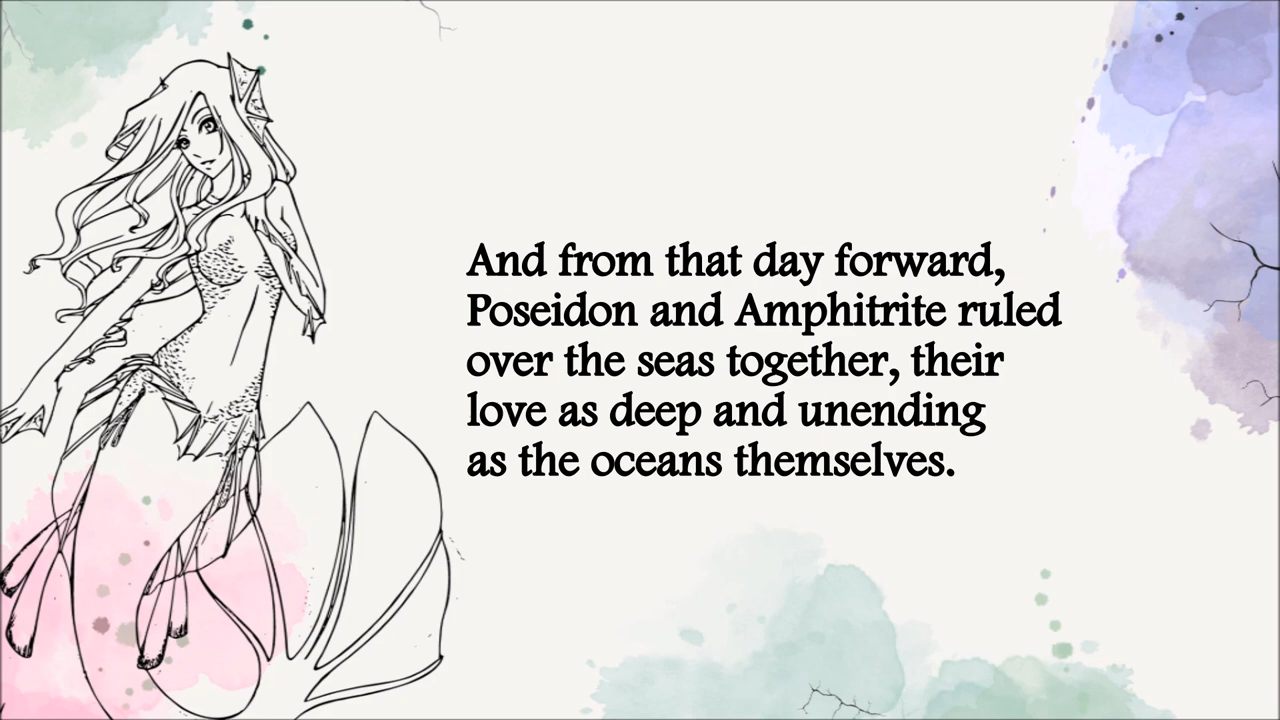 And from that day forward,
Poseidon and Amphitrite ruled
over the seas together, their
love as deep and unending
as the oceans themselves.